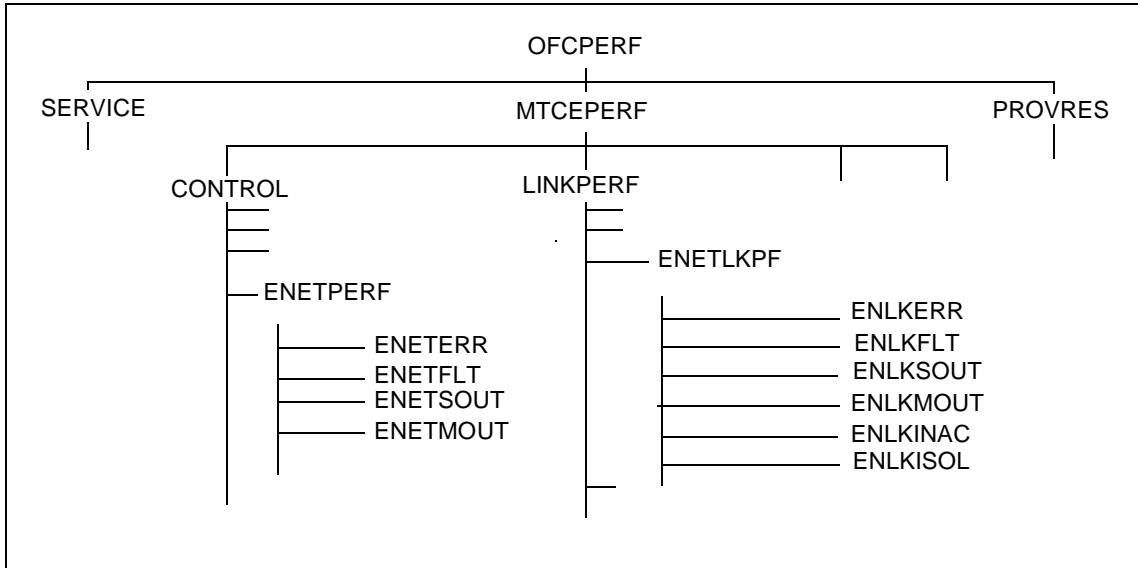 OFCPERF
SERVICE
MTCEPERF
PROVRES
CONTROL
LINKPERF
ENETLKPF
ENETPERF
ENLKERR
ENETERR
ENLKFLT
ENETFLT
ENLKSOUT
ENETSOUT
ENLKMOUT
ENETMOUT
ENLKINAC
ENLKISOL